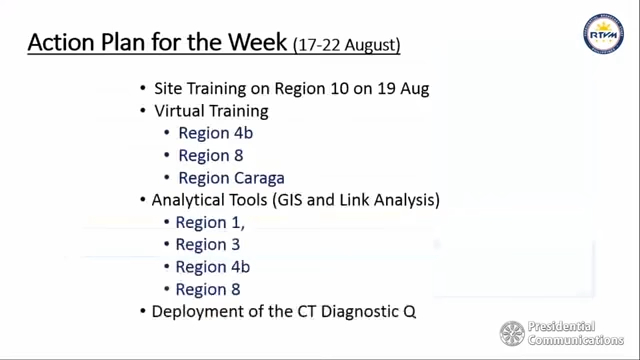 RTVM
Action Plan for the Week (17-22 August)
• Site Training on Region 10 on 19 Aug
• Virtual Training
• Region 4b
• Region 8
• Region Caraga
• Analytical Tools (GIS and Link Analysis)
• Region 1,
• Region 3
• Region 4b
• Region 8
• Deployment of the CT Diagnostic Q
Presidential
Communications